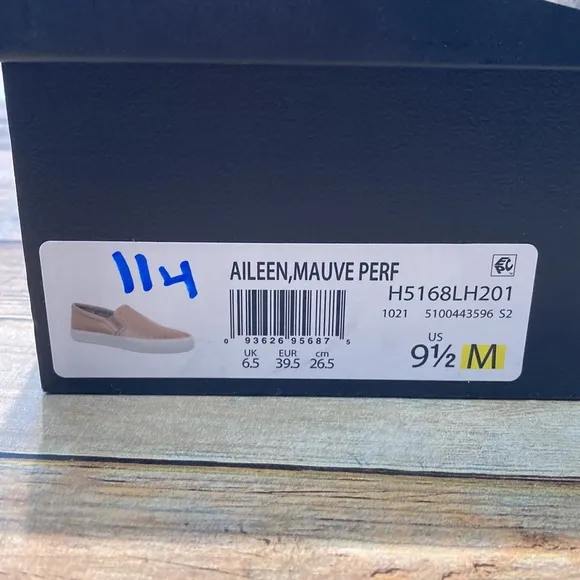 114
AILEEN,MAUVE PERF
H5168LH201
0 93626 95687 5
1021 5100443596 S2
UK EUR cm
6.5 39.5 26.5
US
9½ M